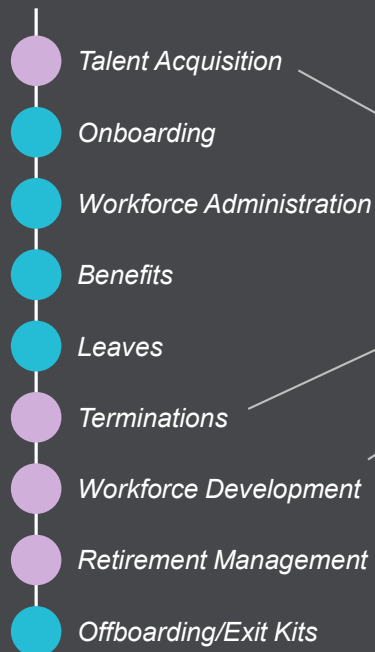 Talent Acquisition
Onboarding
Workforce Administration
Benefits
Leaves
Terminations
Workforce Development
Retirement Management
Offboarding/Exit Kits